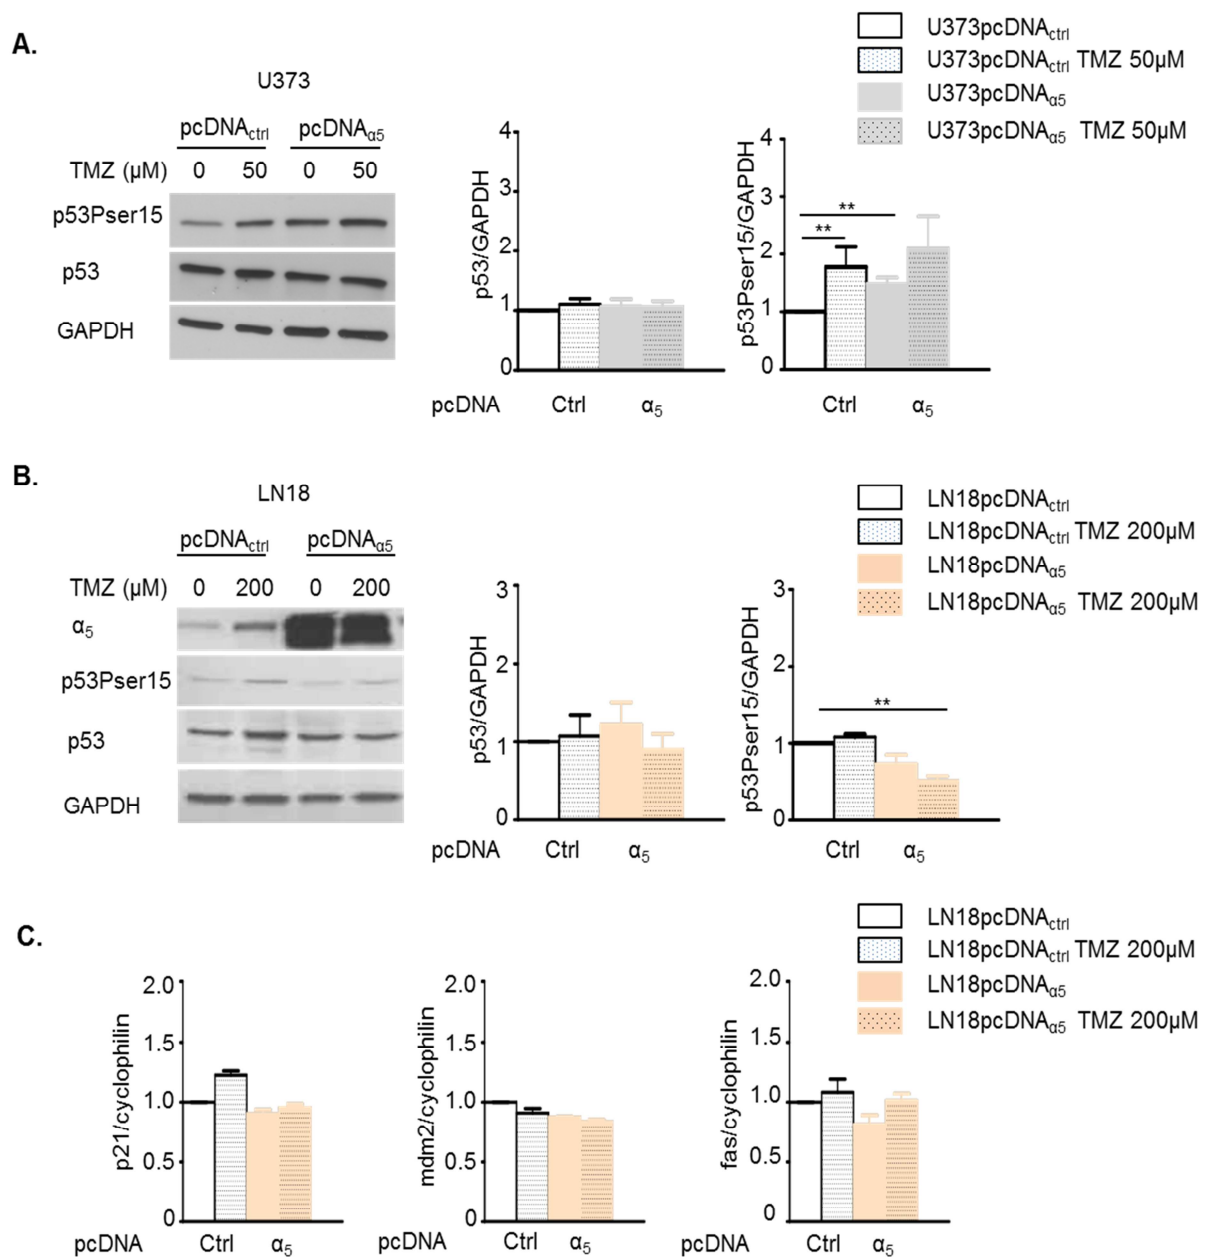 A.
U373
pcDNActrl pcDNAα5
TMZ (µM) 0 50 0 50
p53Pser15
p53
GAPDH
4
3
2
1
0
p53/GAPDH
pcDNA Ctrl α5
4
3
2
1
0
p53Pser15/GAPDH
**
**
Ctrl α5
U373pcDNActrl
U373pcDNActrl TMZ 50µM
U373pcDNAα5
U373pcDNAα5 TMZ 50µM
B.
LN18
pcDNActrl pcDNAα5
TMZ (µM) 0 200 0 200
α5
p53Pser15
p53
GAPDH
3
2
1
0
p53/GAPDH
pcDNA Ctrl α5
3
2
1
0
p53Pser15/GAPDH
**
Ctrl α5
LN18pcDNActrl
LN18pcDNActrl TMZ 200µM
LN18pcDNAα5
LN18pcDNAα5 TMZ 200µM
C.
2.0
1.5
1.0
0.5
0
p21/cyclophilin
pcDNA Ctrl α5
2.0
1.5
1.0
0.5
0
mdm2/cyclophilin
pcDNA Ctrl α5
2.0
1.5
1.0
0.5
0
fas/cyclophilin
pcDNA Ctrl α5
LN18pcDNActrl
LN18pcDNActrl TMZ 200µM
LN18pcDNAα5
LN18pcDNAα5 TMZ 200µM